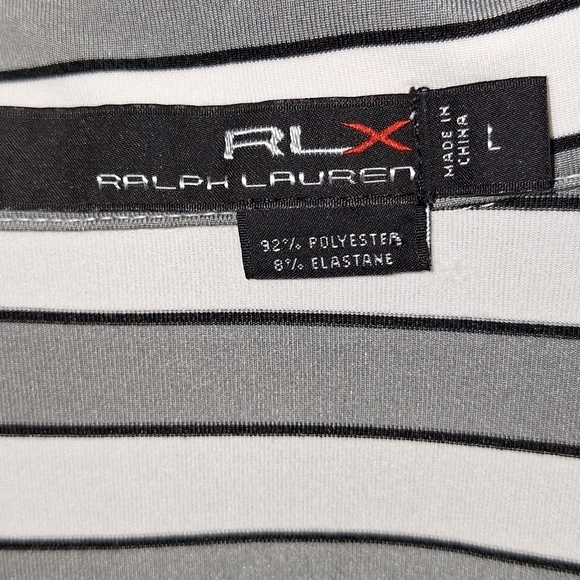 RLX
RALPH LAUREN
MADE IN
CHINA
L
92% POLYESTER
8% ELASTANE